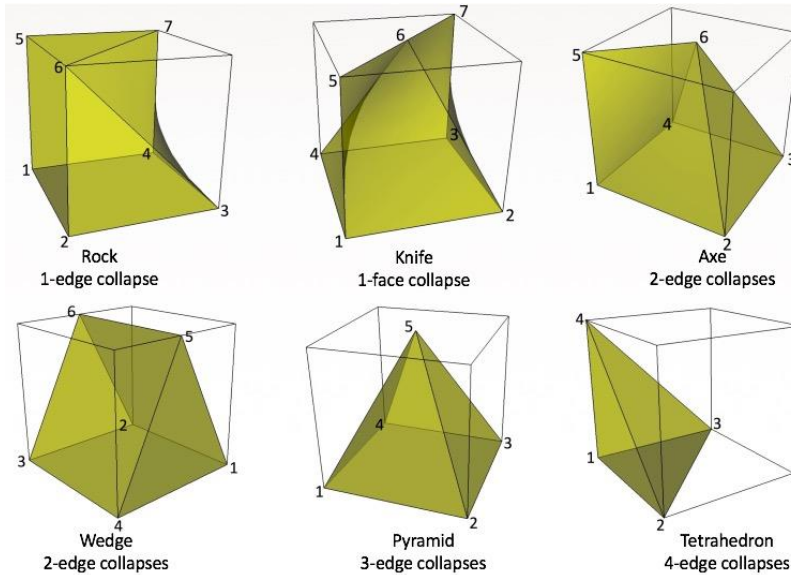 5
6
7
1
4
2
3
Rock
1-edge collapse
7
6
5
4
3
2
1
Knife
1-face collapse
6
5
4
3
1
2
Axe
2-edge collapses
6
5
2
3
1
4
Wedge
2-edge collapses
5
4
3
1
2
Pyramid
3-edge collapses
4
3
1
2
Tetrahedron
4-edge collapses